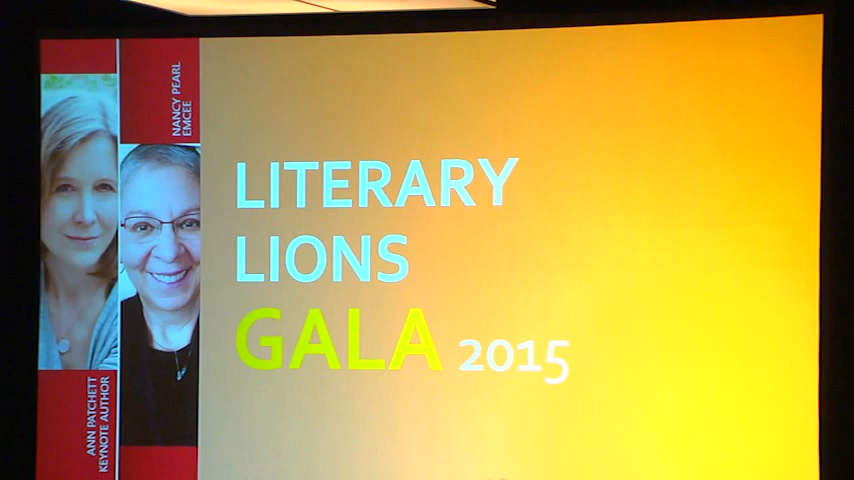 NANCY PEARL
EMCEE
LITERARY
LIONS
GALA 2015
ANN PATCHETT
KEYNOTE AUTHOR